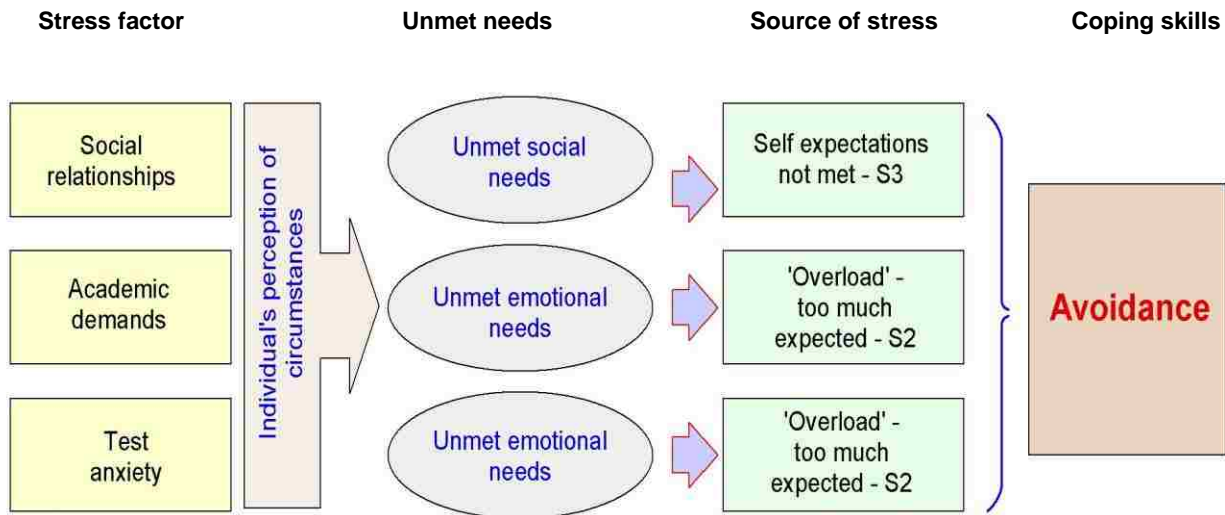 Stress factor
Unmet needs
Source of stress
Coping skills
Social
relationships
Academic
demands
Test
anxiety
Individual's perception of
circumstances
Unmet social
needs
Unmet emotional
needs
Unmet emotional
needs
Self expectations
not met - S3
'Overload' -
too much
expected - S2
'Overload' -
too much
expected - S2
Avoidance